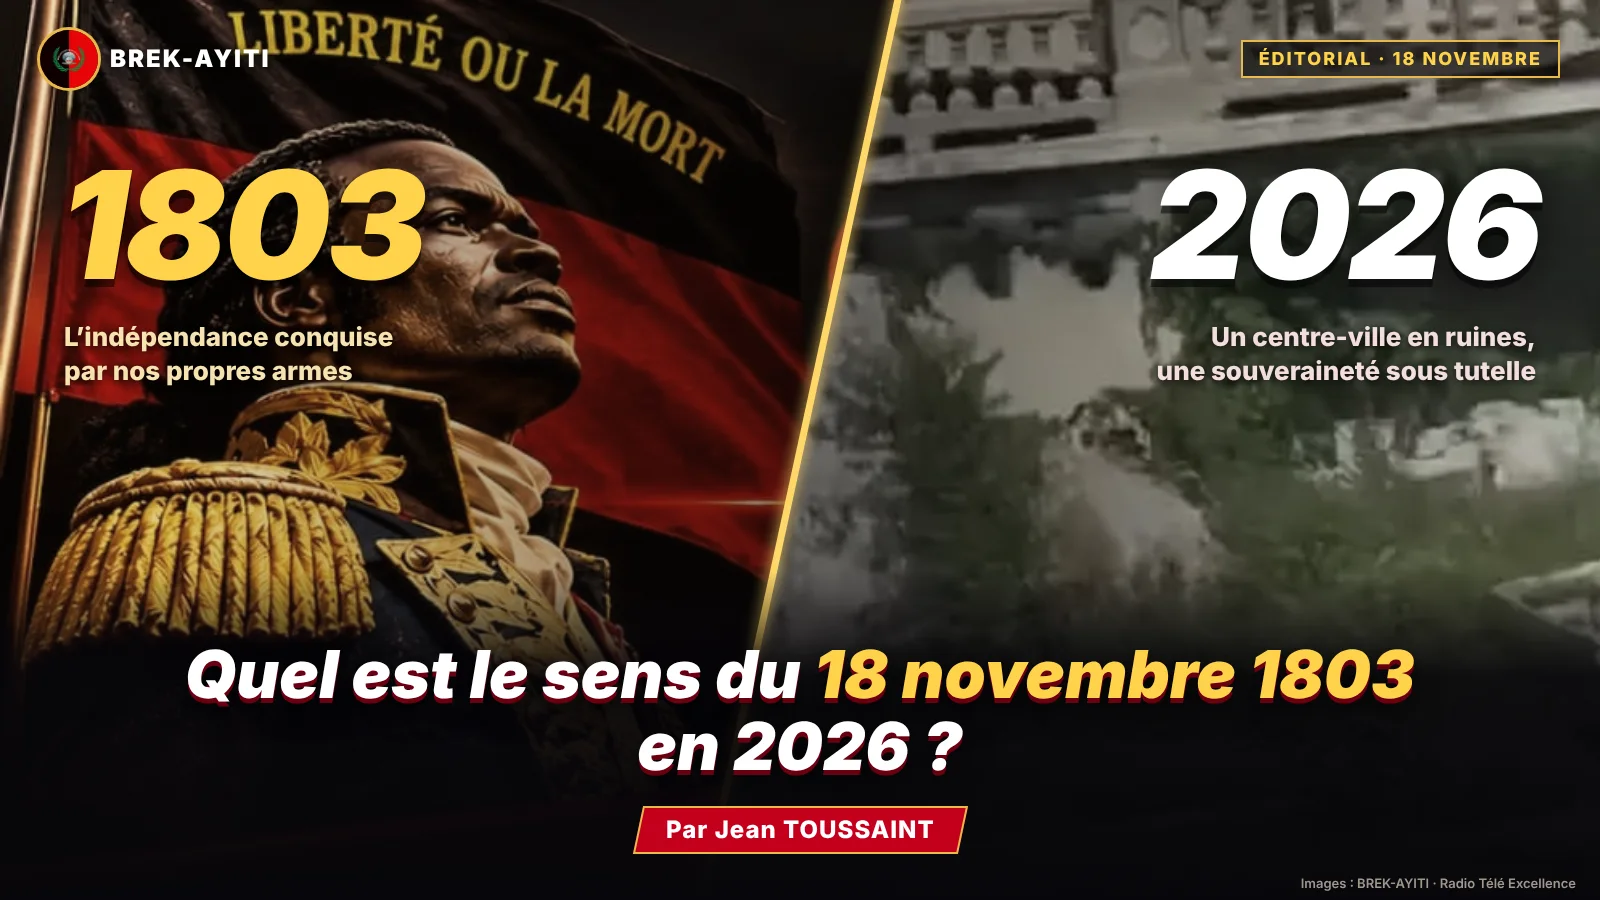 LIBERTÉ OU LA MORT
BREK-AYITI
ÉDITORIAL · 18 NOVEMBRE
1803
L’indépendance conquise
par nos propres armes
2026
Un centre-ville en ruines,
une souveraineté sous tutelle
Quel est le sens du 18 novembre 1803
en 2026 ?
Par Jean TOUSSAINT
Images : BREK-AYITI · Radio Télé Excellence